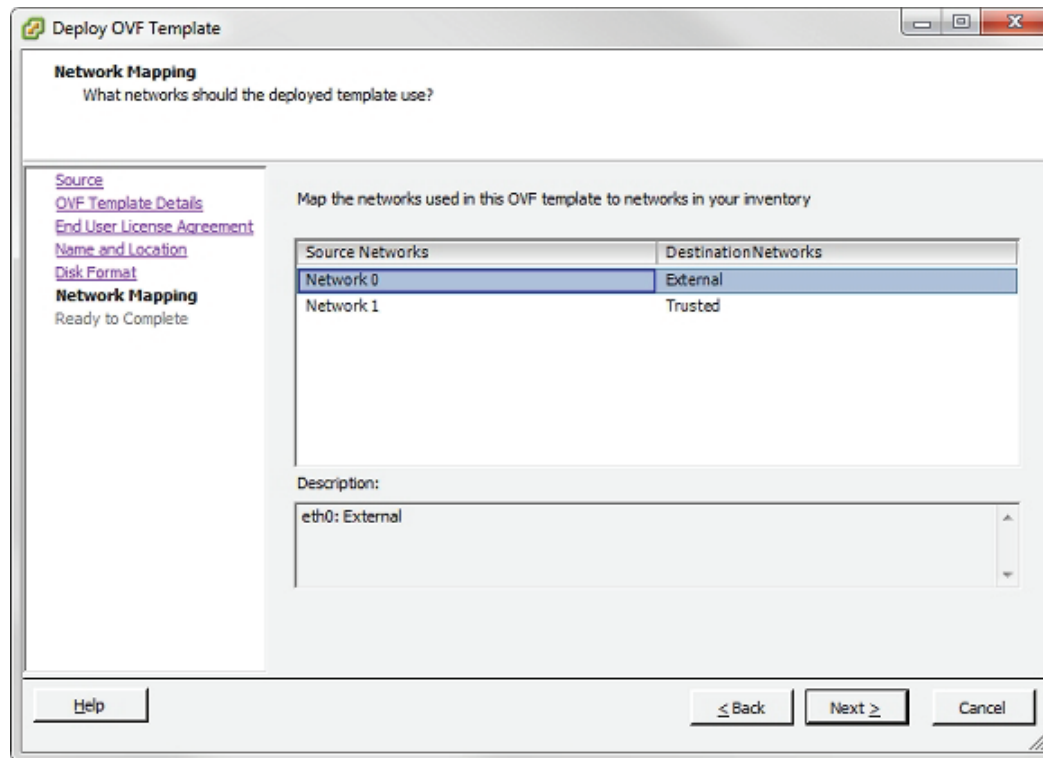 Deploy OVF Template
Network Mapping
What networks should the deployed template use?
Source
OVF Template Details
End User License Agreement
Name and Location
Disk Format
Network Mapping
Ready to Complete
Map the networks used in this OVF template to networks in your inventory
Source Networks DestinationNetworks
Network 0 External
Network 1 Trusted
Description:
eth0: External
Help
< Back
Next >
Cancel